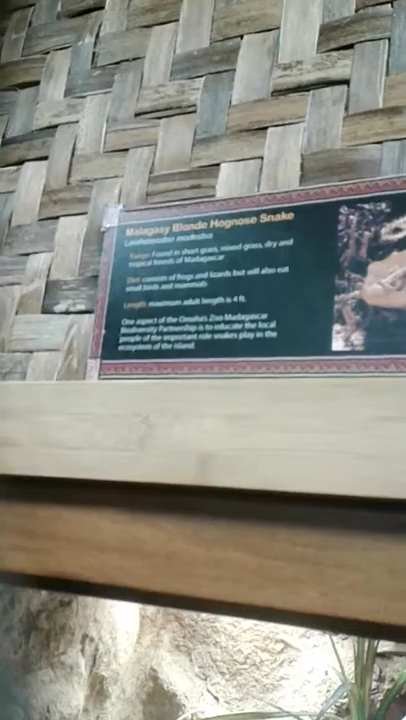 Malagasy Blonde Hognose Snake
Leioheterodon modestus
Range: Found in short grass, mixed grass, dry and
tropical forests of Madagascar
Diet: consists of frogs and lizards but will also eat
small birds and mammals
Length: maximum adult length is 4 ft.
One aspect of the Omaha's Zoo Madagascar
Biodiversity Partnership is to educate the local
people of the important role snakes play in the
ecosystem of the island.